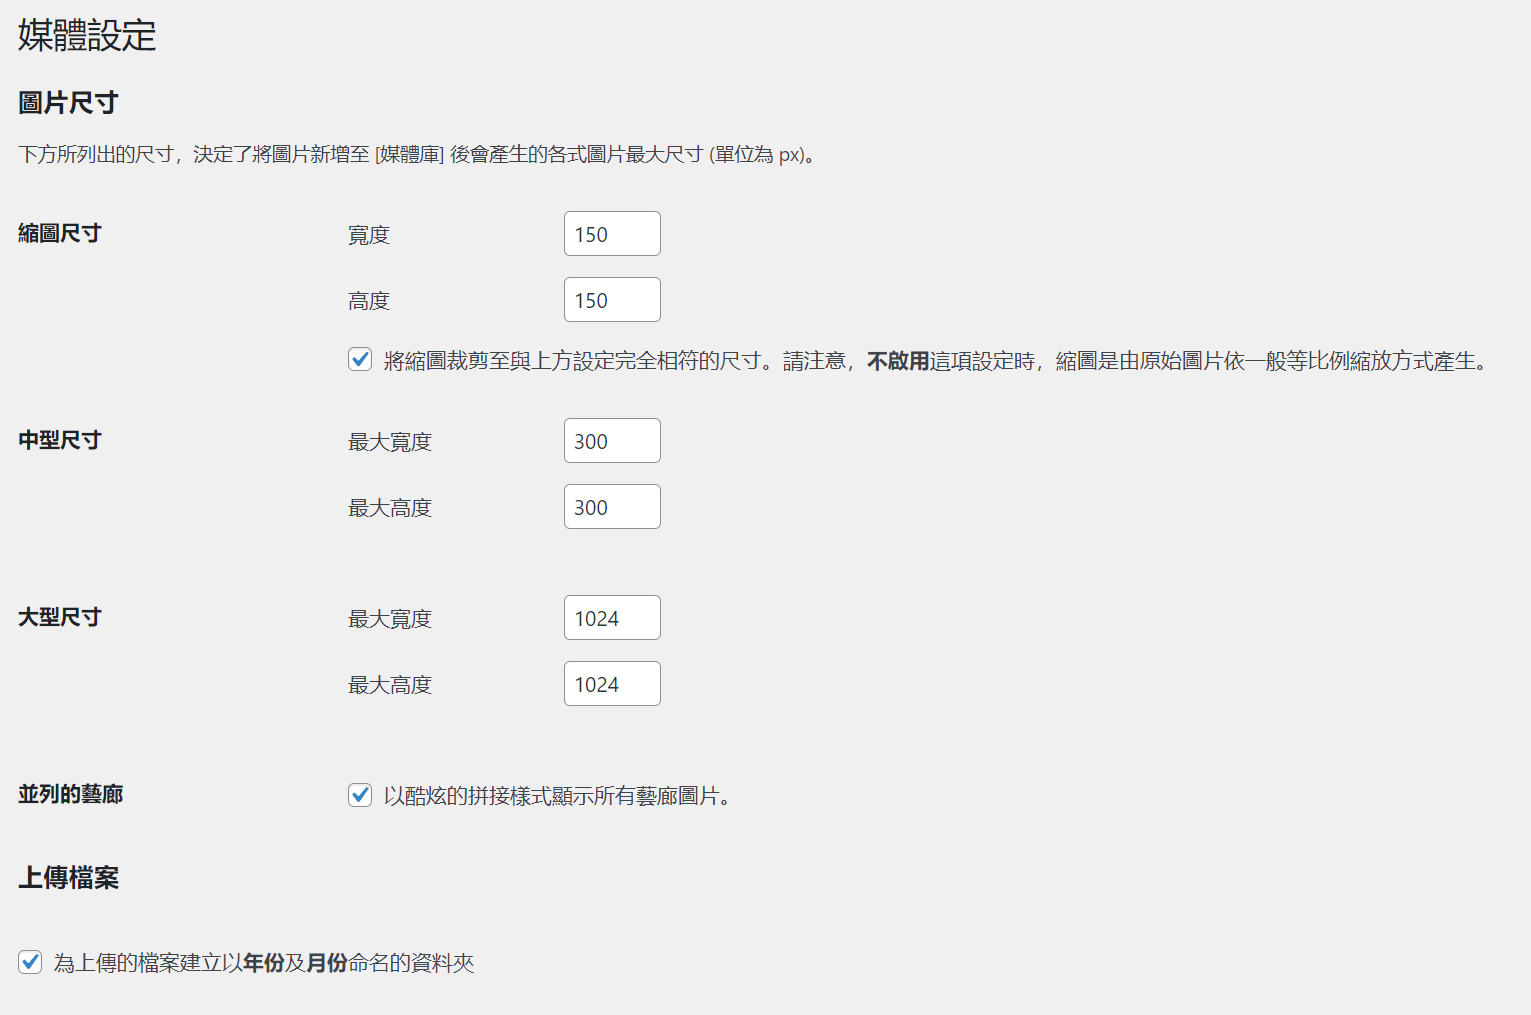 媒體設定
圖片尺寸
下方所列出的尺寸，決定了將圖片新增至 [媒體庫] 後會產生的各式圖片最大尺寸 (單位為 px)。
縮圖尺寸
寬度 150
高度 150
將縮圖裁剪至與上方設定完全相符的尺寸。請注意，不啟用這項設定時，縮圖是由原始圖片依一般等比例縮放方式產生。
中型尺寸
最大寬度 300
最大高度 300
大型尺寸
最大寬度 1024
最大高度 1024
並列的藝廊
以酷炫的拼接樣式顯示所有藝廊圖片。
上傳檔案
為上傳的檔案建立以年份及月份命名的資料夾